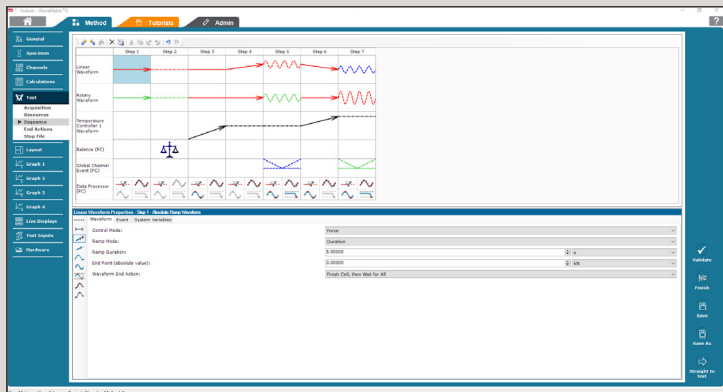 Method
Tutorials
Admin
?
General
Specimen
Channels
Calculations
Test
Acquisition
Resources
Sequence
End Actions
Stop File
Layout
Graph 1
Graph 2
Graph 3
Graph 4
Live Displays
Test Inputs
Hardware
Step 1 Step 2 Step 3 Step 4 Step 5 Step 6 Step 7
Linear
Waveform
Rotary
Waveform
Temperature
Controller 1
Waveform
Balance (PC)
Global Channel
Event (PC)
Data Processor
(PC)
Linear Waveform Properties - Step 1 - Absolute Ramp Waveform
Waveform Event System Variables
Control Mode: Force
Ramp Mode: Duration
Ramp Duration: 5.00000 s
End Point (absolute value): 0.00000 kN
Waveform End Action: Finish Cell, then Wait for All
Validate
Finish
Save
Save As
Straight to
test